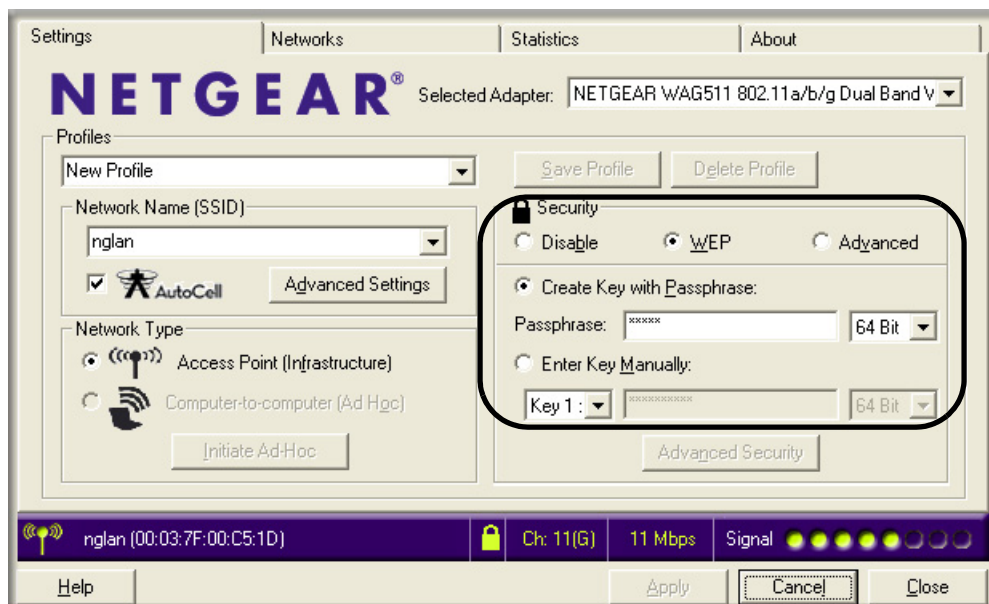 Settings Networks Statistics About
NETGEAR® Selected Adapter: NETGEAR WAG511 802.11a/b/g Dual Band V
Profiles
New Profile Save Profile Delete Profile
Network Name (SSID)
nglan
AutoCell Advanced Settings
Network Type
Access Point (Infrastructure)
Computer-to-computer (Ad Hoc)
Initiate Ad-Hoc
Security
Disable WEP Advanced
Create Key with Passphrase:
Passphrase: ***** 64 Bit
Enter Key Manually:
Key 1 : ********** 64 Bit
Advanced Security
nglan (00:03:7F:00:C5:1D) Ch: 11(G) 11 Mbps Signal
Help Apply Cancel Close